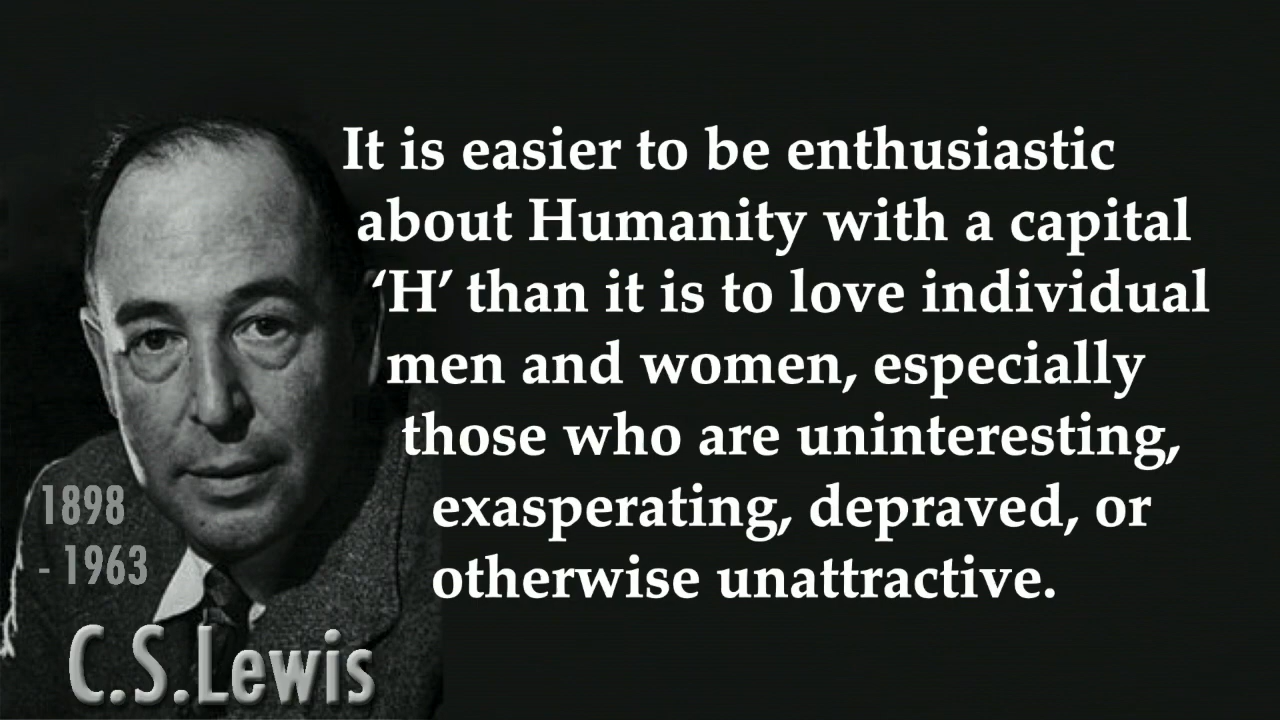 It is easier to be enthusiastic
about Humanity with a capital
‘H’ than it is to love individual
men and women, especially
those who are uninteresting,
exasperating, depraved, or
otherwise unattractive.
1898
- 1963
C.S.Lewis